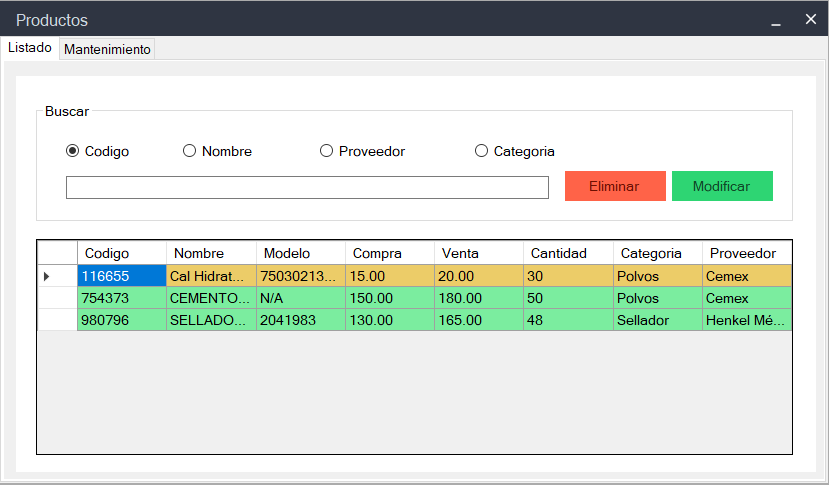 Productos
Listado Mantenimiento
Buscar
Codigo Nombre Proveedor Categoria
Eliminar Modificar
Codigo Nombre Modelo Compra Venta Cantidad Categoria Proveedor
116655 Cal Hidrat... 75030213... 15.00 20.00 30 Polvos Cemex
754373 CEMENTO... N/A 150.00 180.00 50 Polvos Cemex
980796 SELLADO... 2041983 130.00 165.00 48 Sellador Henkel Mé...